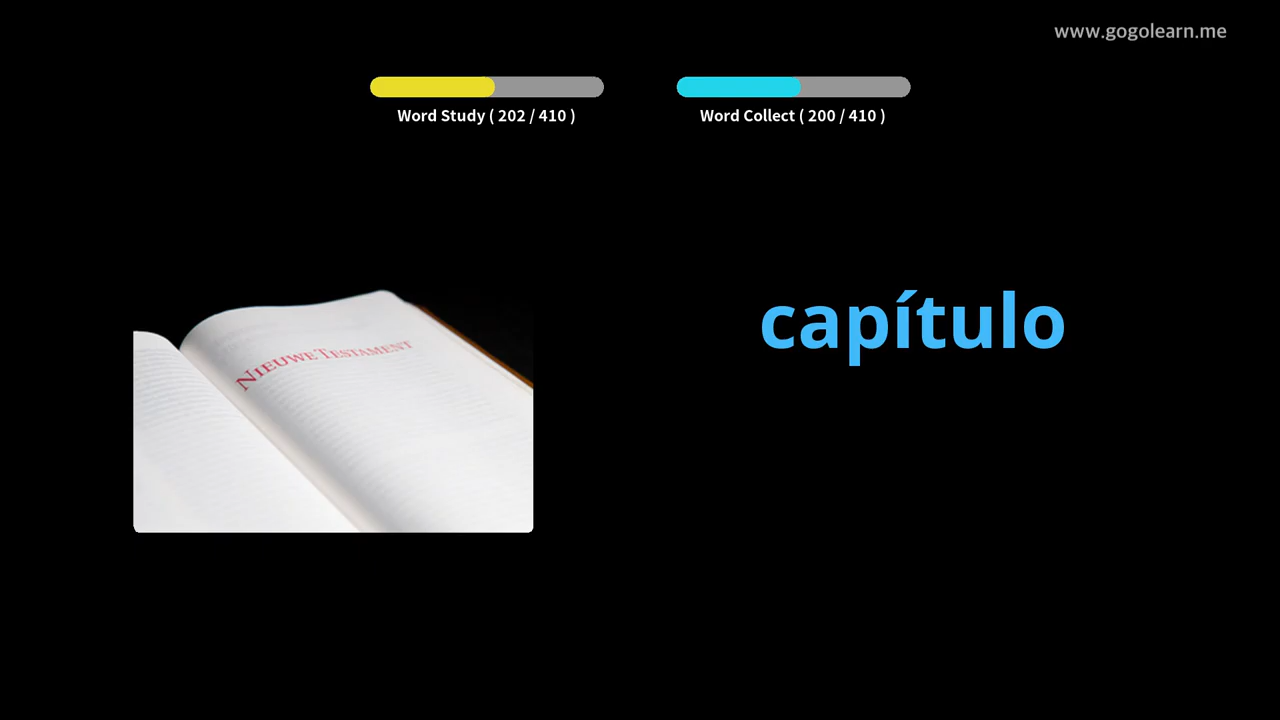 www.gogolearn.me
Word Study ( 202 / 410 )
Word Collect ( 200 / 410 )
NIEUWE TESTAMENT
capítulo